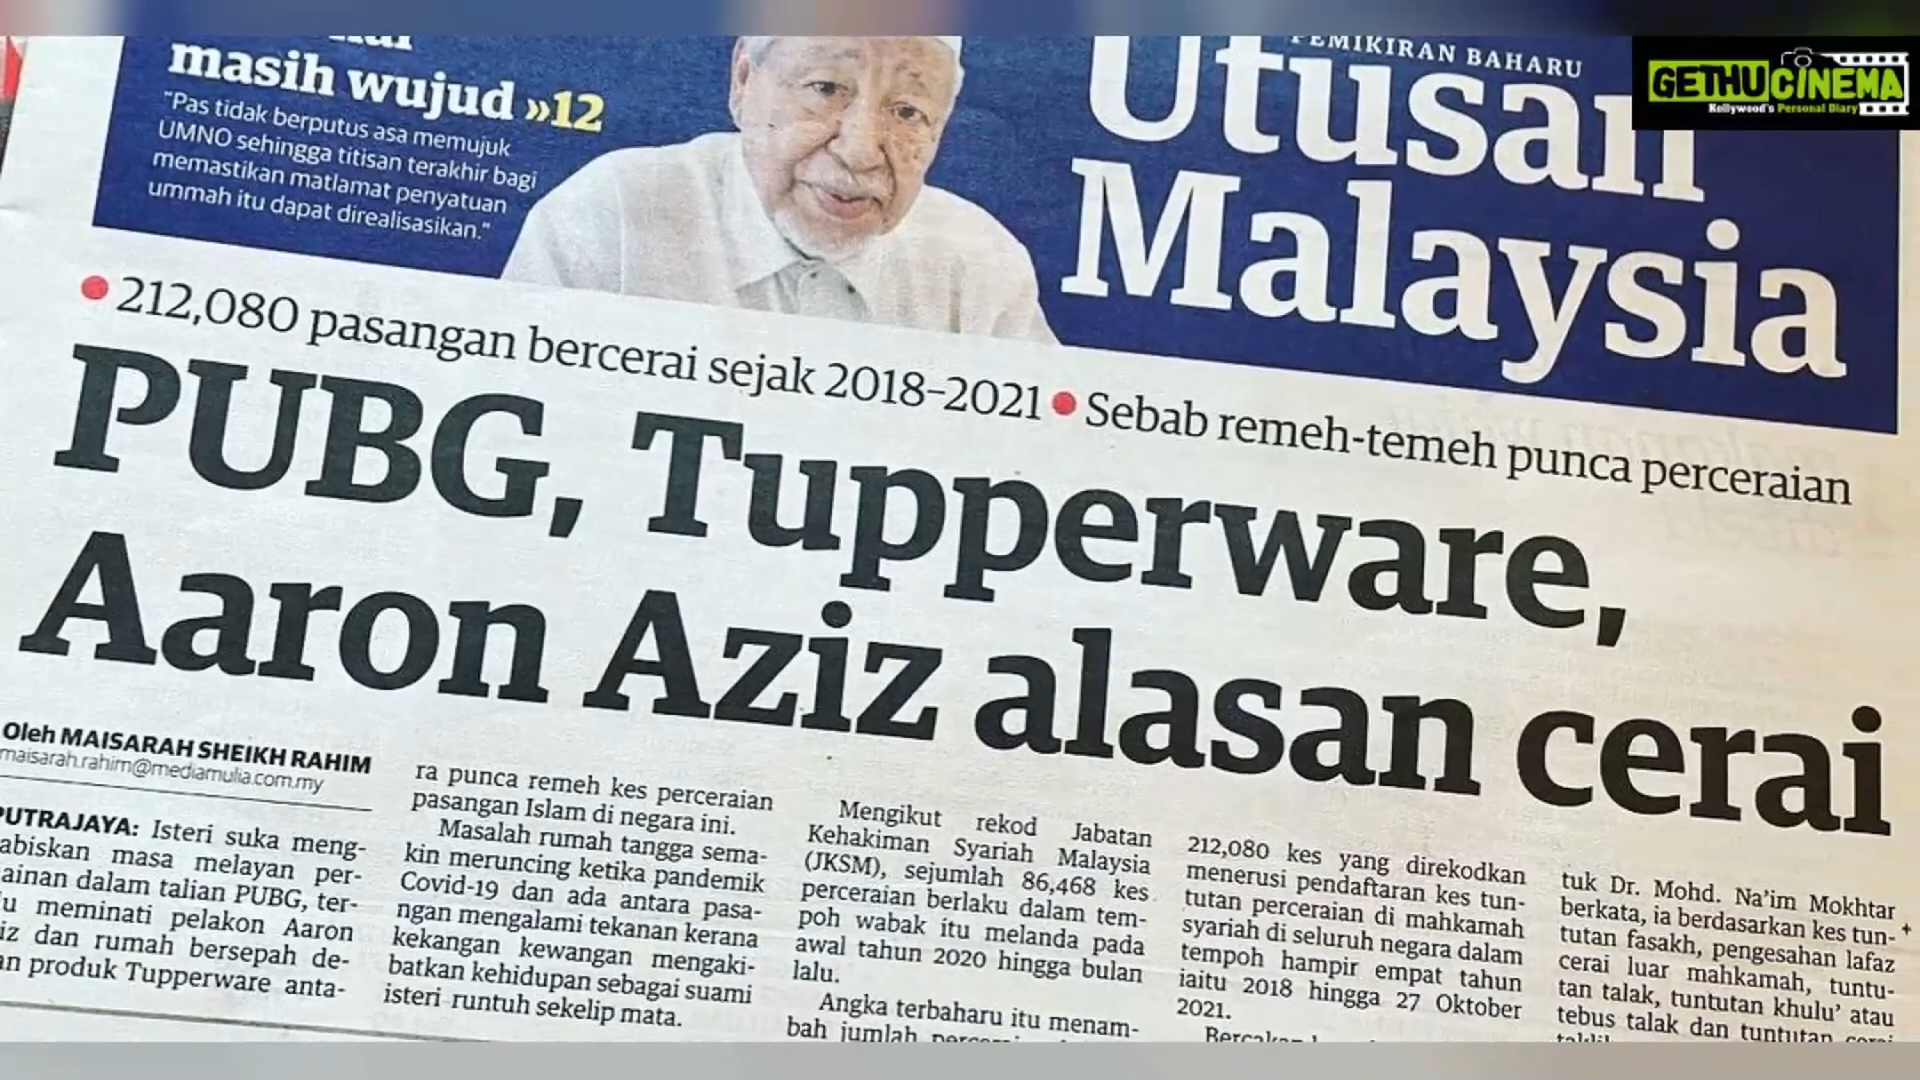 masih wujud »12
"Pas tidak berputus asa memujuk
UMNO sehingga titisan terakhir bagi
memastikan matlamat penyatuan
ummah itu dapat direalisasikan."
PEMIKIRAN BAHARU
Utusan
Malaysia
GETHUCINEMA
Kollywood's Personal Diary
• 212,080 pasangan bercerai sejak 2018-2021 • Sebab remeh-temeh punca perceraian
PUBG, Tupperware,
Aaron Aziz alasan cerai
Oleh MAISARAH SHEIKH RAHIM
maisarah.rahim@mediamulia.com.my
PUTRAJAYA: Isteri suka meng-
abiskan masa melayan per-
ainan dalam talian PUBG, ter-
u meminati pelakon Aaron
iz dan rumah bersepah de-
an produk Tupperware anta-
ra punca remeh kes perceraian
pasangan Islam di negara ini.
Masalah rumah tangga sema-
kin meruncing ketika pandemik
Covid-19 dan ada antara pasa-
ngan mengalami tekanan kerana
kekangan kewangan mengaki-
batkan kehidupan sebagai suami
isteri runtuh sekelip mata.
Mengikut rekod Jabatan
Kehakiman Syariah Malaysia
(JKSM), sejumlah 86,468 kes
perceraian berlaku dalam tem-
poh wabak itu melanda pada
awal tahun 2020 hingga bulan
lalu.
Angka terbaharu itu menam-
bah jumlah
212,080 kes yang direkodkan
menerusi pendaftaran kes tun-
tutan perceraian di mahkamah
syariah di seluruh negara dalam
tempoh hampir empat tahun
iaitu 2018 hingga 27 Oktober
2021.
tuk Dr. Mohd. Na'im Mokhtar
berkata, ia berdasarkan kes tun-
tutan fasakh, pengesahan lafaz
cerai luar mahkamah, tuntu-
tan talak, tuntutan khulu' atau
tebus talak dan tuntutan cerai